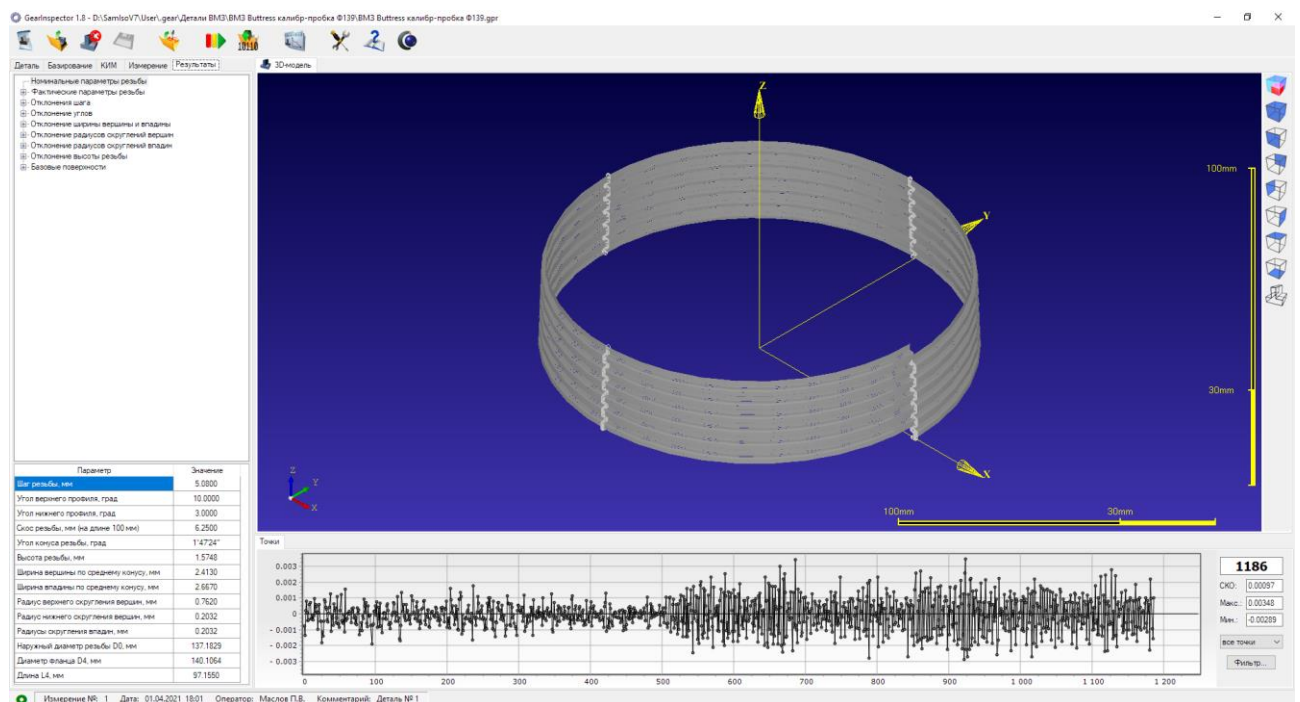 GearInspector 1.8 - D:\SamIsoV7\User\.gear\Детали ВМЗ\ВМЗ Buttress калибр-пробка Ф139\ВМЗ Buttress калибр-пробка Ф139.gpr
Деталь Базирование КИМ Измерение Результаты
3D-модель
Номинальные параметры резьбы
Фактические параметры резьбы
Отклонения шага
Отклонение углов
Отклонение ширины вершины и впадины
Отклонение радиусов скруглений вершин
Отклонение радиусов скруглений впадин
Отклонение высоты резьбы
Базовые поверхности
Z
Y
X
100mm
30mm
100mm 30mm
Z
Y
X
Параметр Значение
Шаг резьбы, мм 5.0800
Угол верхнего профиля, град 10.0000
Угол нижнего профиля, град 3.0000
Скос резьбы, мм (на длине 100 мм) 6.2500
Угол конуса резьбы, град 1°47'24"
Высота резьбы, мм 1.5748
Ширина вершины по среднему конусу, мм 2.4130
Ширина впадины по среднему конусу, мм 2.6670
Радиус верхнего скругления вершин, мм 0.7620
Радиус нижнего скругления вершин, мм 0.2032
Радиусы скругления впадин, мм 0.2032
Наружный диаметр резьбы D0, мм 137.1829
Диаметр фланца D4, мм 140.1064
Длина L4, мм 97.1550
Точки
0.003
0.002
0.001
0
- 0.001
- 0.002
- 0.003
0 100 200 300 400 500 600 700 800 900 1 000 1 100 1 200
1186
СКО: 0.00097
Макс.: 0.00348
Мин.: -0.00289
все точки
Фильтр...
Измерение №: 1 Дата: 01.04.2021 18:01 Оператор: Маслов П.В. Комментарий: Деталь № 1